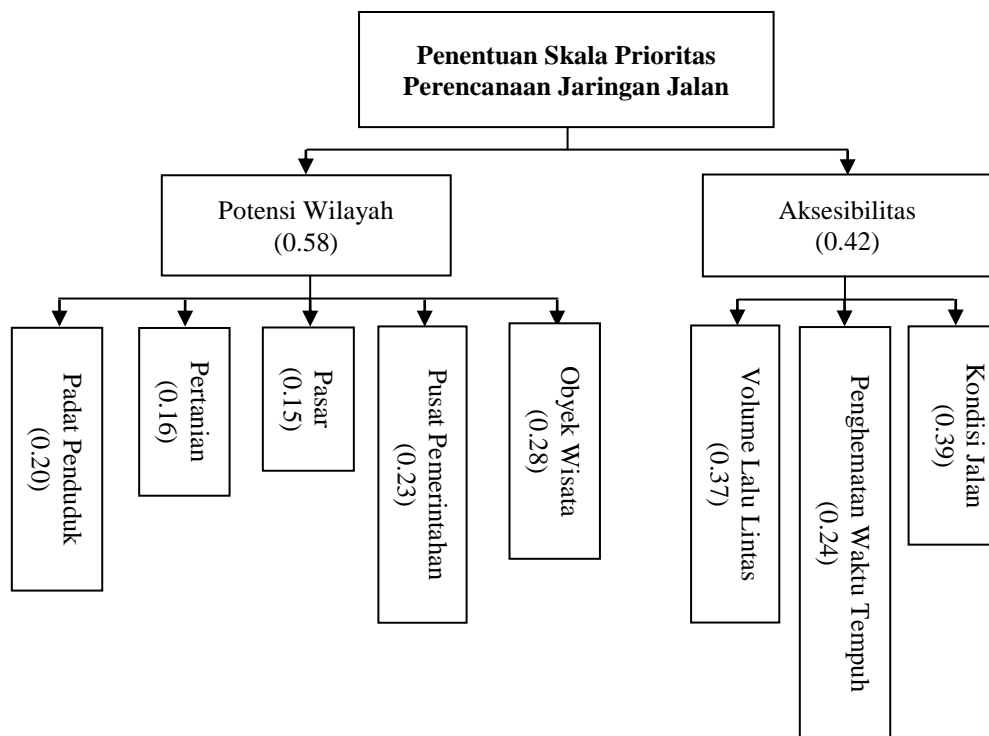 Penentuan Skala Prioritas
Perencanaan Jaringan Jalan
Potensi Wilayah
(0.58)
Aksesibilitas
(0.42)
Padat Penduduk
(0.20)
Pertanian
(0.16)
Pasar
(0.15)
Pusat Pemerintahan
(0.23)
Obyek Wisata
(0.28)
Volume Lalu Lintas
(0.37)
Penghematan Waktu Tempuh
(0.24)
Kondisi Jalan
(0.39)